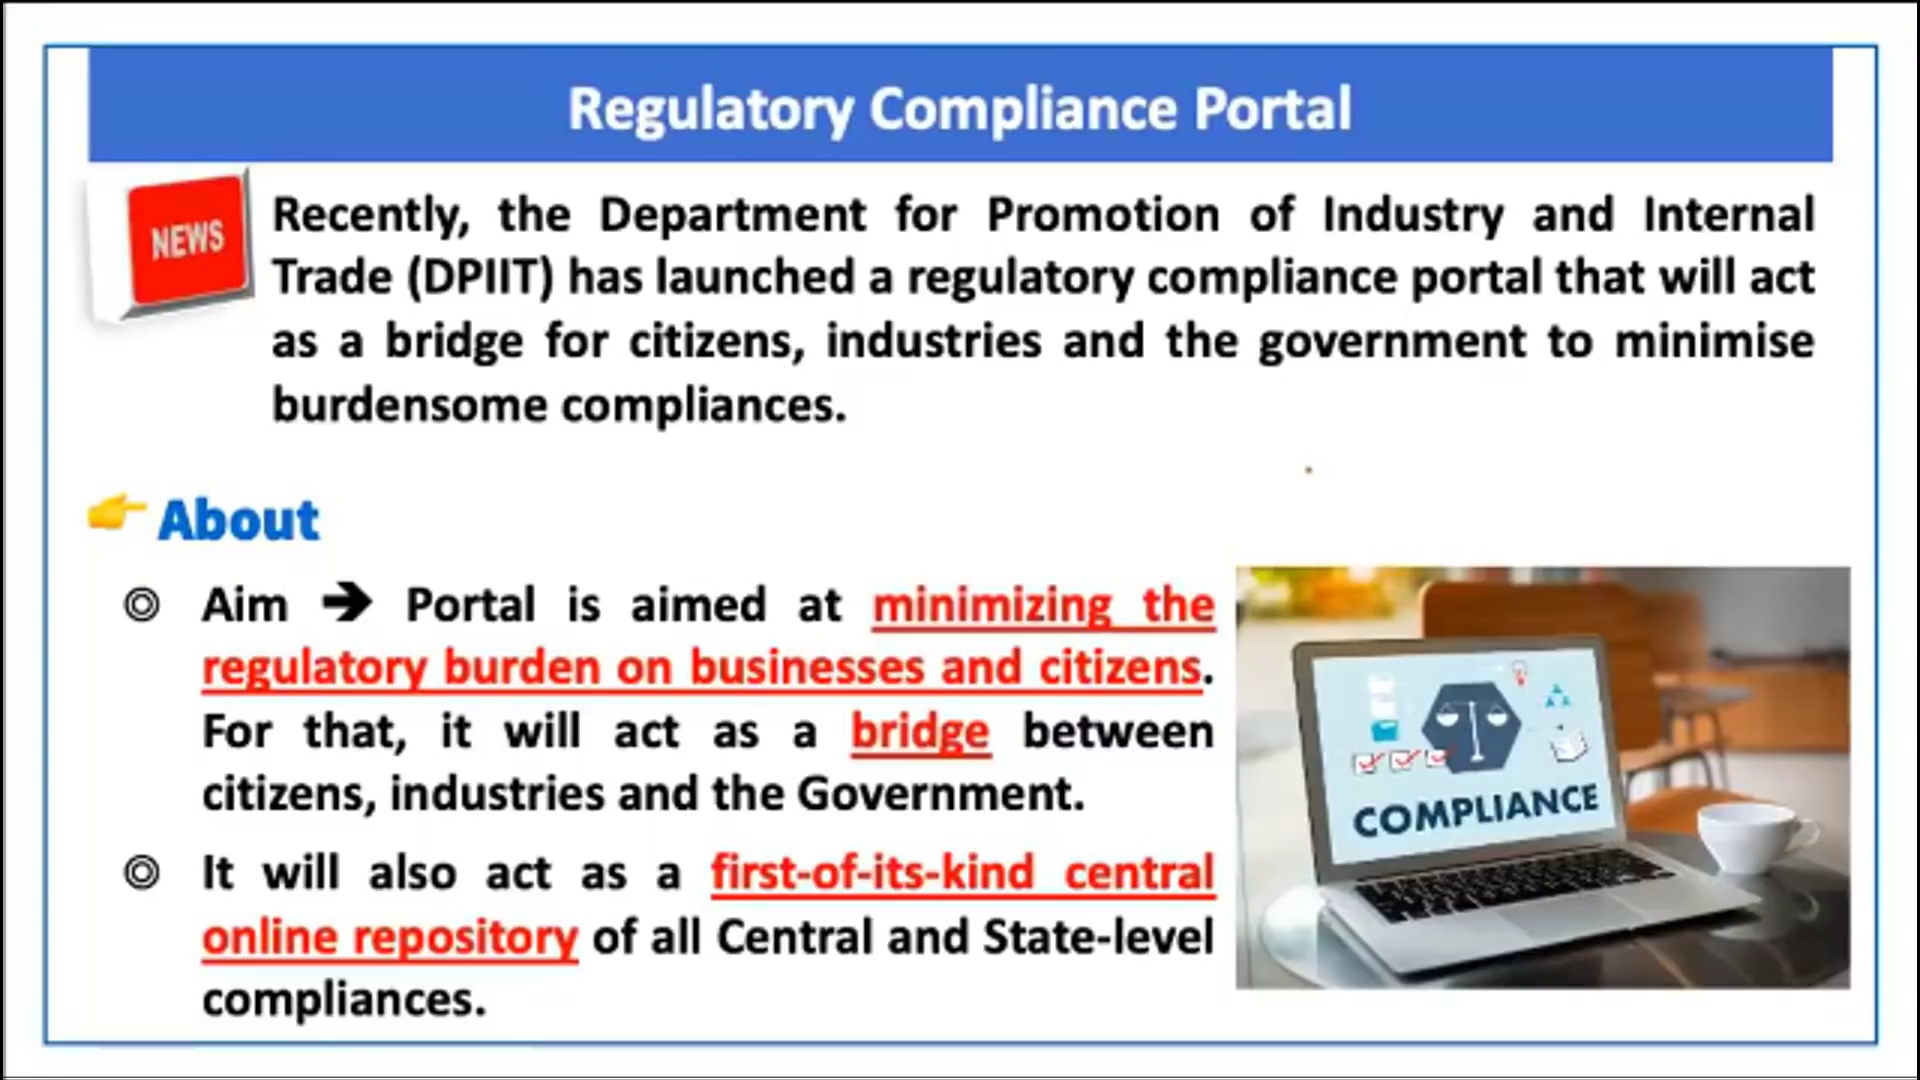 Regulatory Compliance Portal
NEWS
Recently, the Department for Promotion of Industry and Internal
Trade (DPIIT) has launched a regulatory compliance portal that will act
as a bridge for citizens, industries and the government to minimise
burdensome compliances.
About
Aim ➔ Portal is aimed at minimizing the
regulatory burden on businesses and citizens.
For that, it will act as a bridge between
citizens, industries and the Government.
It will also act as a first-of-its-kind central
online repository of all Central and State-level
compliances.
COMPLIANCE